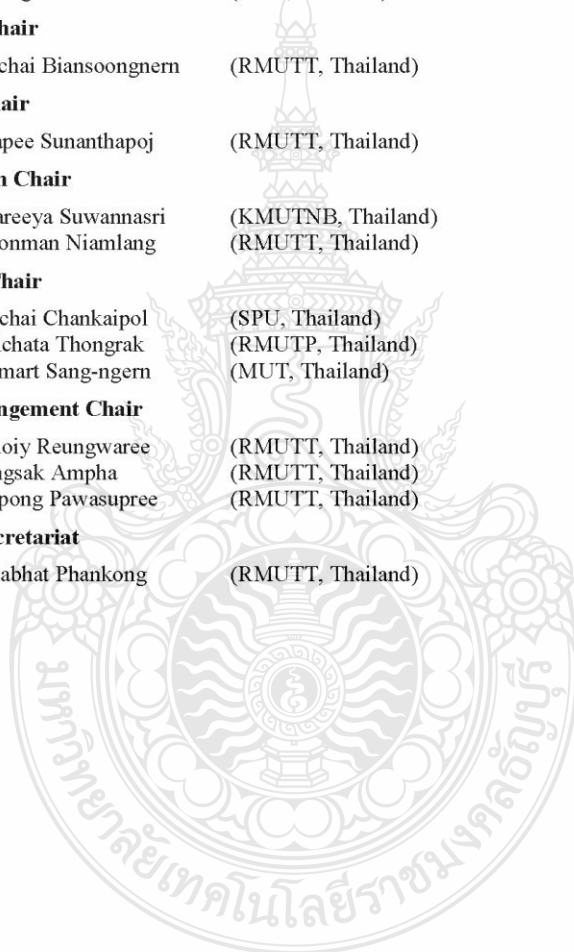 hair
chai Biansoongnern (RMUTT, Thailand)
air
apee Sunanthapoj (RMUTT, Thailand)
n Chair
areeya Suwannasri (KMUTNB, Thailand)
onman Niamlang (RMUTT, Thailand)
hair
chai Chankaipol (SPU, Thailand)
chata Thongrak (RMUTP, Thailand)
mart Sang-ngern (MUT, Thailand)
ngement Chair
oiy Reungwaree (RMUTT, Thailand)
gsak Ampha (RMUTT, Thailand)
pong Pawasupree (RMUTT, Thailand)
cretariat
abhat Phankong (RMUTT, Thailand)
มหาวิทยาลัยเทคโนโลยีราชมงคลธัญบุรี